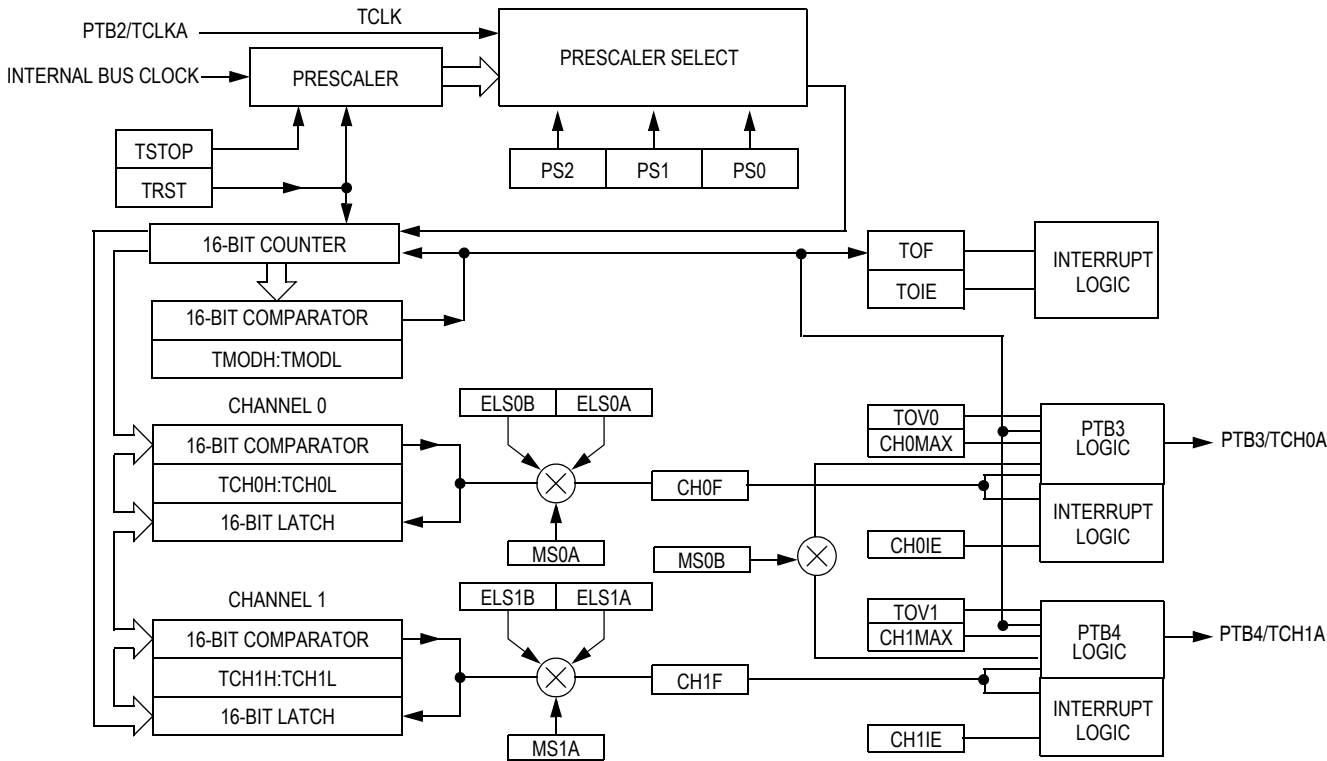 TCLK
PTB2/TCLKA
PRESCALER SELECT
INTERNAL BUS CLOCK
PRESCALER
TSTOP
TRST
PS2
PS1
PS0
16-BIT COUNTER
TOF
TOIE
INTERRUPT
LOGIC
16-BIT COMPARATOR
TMODH:TMODL
CHANNEL 0
ELS0B
ELS0A
TOV0
CH0MAX
PTB3
LOGIC
PTB3/TCH0A
16-BIT COMPARATOR
TCH0H:TCH0L
16-BIT LATCH
CH0F
MS0A
MS0B
CH0IE
INTERRUPT
LOGIC
CHANNEL 1
ELS1B
ELS1A
TOV1
CH1MAX
PTB4
LOGIC
PTB4/TCH1A
16-BIT COMPARATOR
TCH1H:TCH1L
16-BIT LATCH
CH1F
MS1A
CH1IE
INTERRUPT
LOGIC